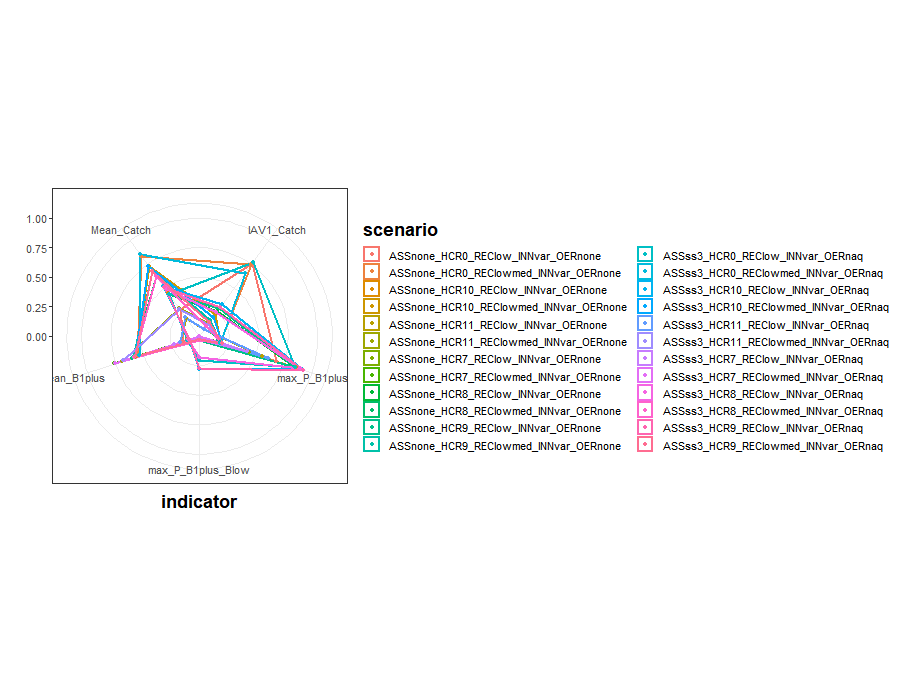 1.00
0.75
0.50
0.25
0.00
Mean_Catch
IAV1_Catch
an_B1plus
max_P_B1plus
max_P_B1plus_Blow
indicator
scenario
ASSnone_HCR0_REClow_INNvar_OERnone
ASSnone_HCR0_REClowmed_INNvar_OERnone
ASSnone_HCR10_REClow_INNvar_OERnone
ASSnone_HCR10_REClowmed_INNvar_OERnone
ASSnone_HCR11_REClow_INNvar_OERnone
ASSnone_HCR11_REClowmed_INNvar_OERnone
ASSnone_HCR7_REClow_INNvar_OERnone
ASSnone_HCR7_REClowmed_INNvar_OERnone
ASSnone_HCR8_REClow_INNvar_OERnone
ASSnone_HCR8_REClowmed_INNvar_OERnone
ASSnone_HCR9_REClow_INNvar_OERnone
ASSnone_HCR9_REClowmed_INNvar_OERnone
ASSss3_HCR0_REClow_INNvar_OERnaq
ASSss3_HCR0_REClowmed_INNvar_OERnaq
ASSss3_HCR10_REClow_INNvar_OERnaq
ASSss3_HCR10_REClowmed_INNvar_OERnaq
ASSss3_HCR11_REClow_INNvar_OERnaq
ASSss3_HCR11_REClowmed_INNvar_OERnaq
ASSss3_HCR7_REClow_INNvar_OERnaq
ASSss3_HCR7_REClowmed_INNvar_OERnaq
ASSss3_HCR8_REClow_INNvar_OERnaq
ASSss3_HCR8_REClowmed_INNvar_OERnaq
ASSss3_HCR9_REClow_INNvar_OERnaq
ASSss3_HCR9_REClowmed_INNvar_OERnaq